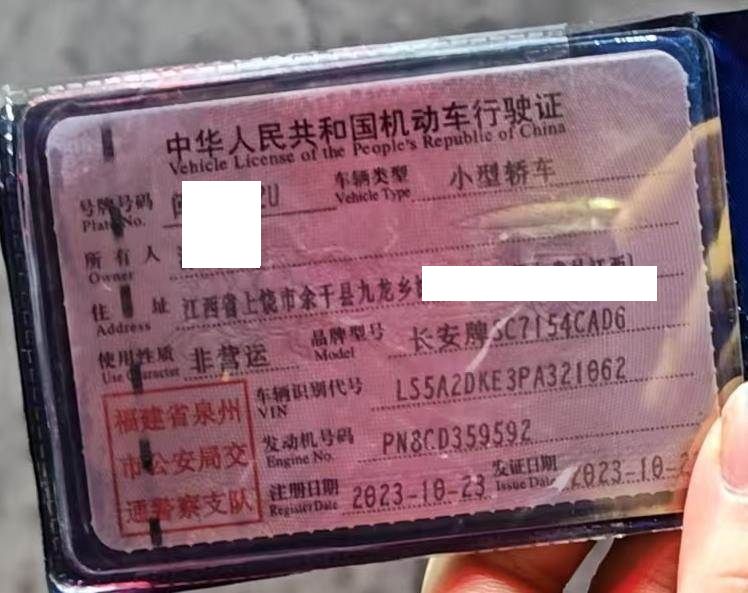 中华人民共和国机动车行驶证
Vehicle License of the People's Republic of China
号牌号码 2U 车辆类型 小型轿车
Plate No. Vehicle Type
所有人
Owner
住址 江西省上饶市余干县九龙乡
Address
使用性质 非营运 品牌型号 长安牌SC7154CAD6
Use Character Model
福建省泉州
市公安局交
通警察支队
车辆识别代号 LS5A2DKE3PA321062
VIN
发动机号码 PN8CD359592
Engine No.
注册日期 2023-10-23 发证日期 2023-10-2
Register Date Issue Date